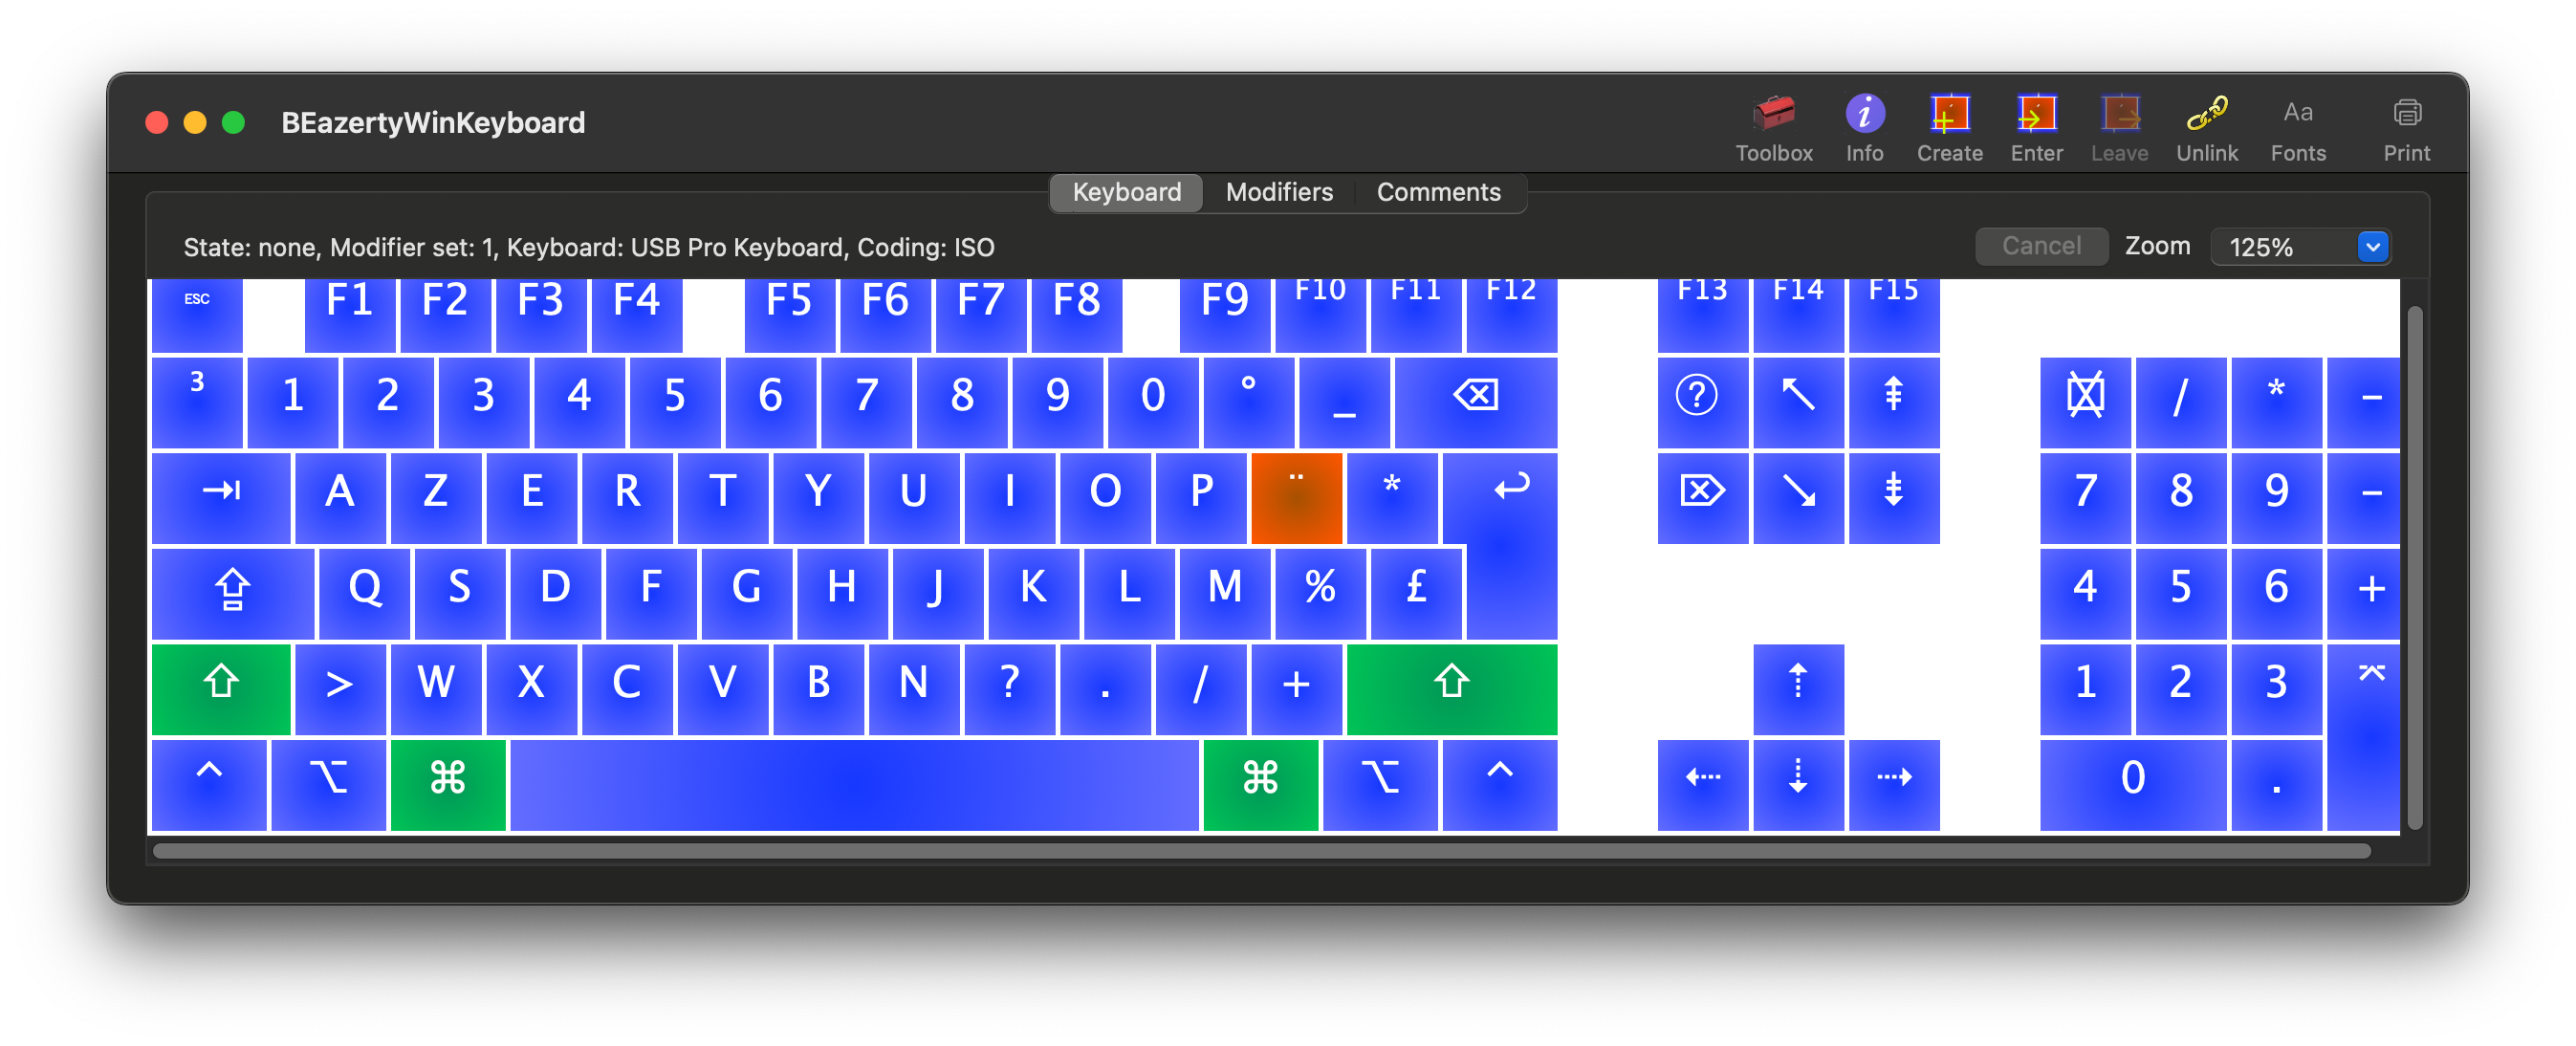 BEazertyWinKeyboard
Toolbox Info Create Enter Leave Unlink Aa Fonts Print
Keyboard Modifiers Comments
State: none, Modifier set: 1, Keyboard: USB Pro Keyboard, Coding: ISO
Cancel Zoom 125%
ESC F1 F2 F3 F4 F5 F6 F7 F8 F9 F10 F11 F12 F13 F14 F15
³ 1 2 3 4 5 6 7 8 9 0 ° _ ⌫ ? ↖ ⇞ / * −
⇥ A Z E R T Y U I O P ¨ * ↩ ⌦ ↘ ⇟ 7 8 9 −
⇪ Q S D F G H J K L M % £ 4 5 6 +
⇧ > W X C V B N ? . / + ⇧ ⇡ 1 2 3 ⌤
⌃ ⌥ ⌘ ⌘ ⌥ ⌃ ⇠ ⇣ ⇢ 0 .